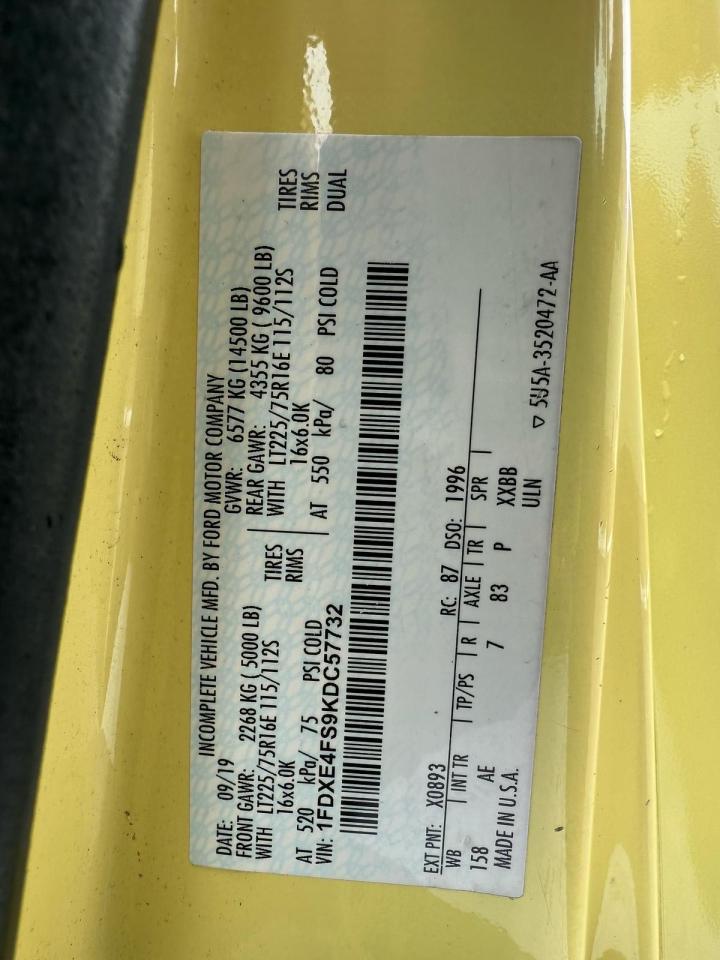 INCOMPLETE VEHICLE MFD. BY FORD MOTOR COMPANY
DATE: 09/19 GVWR: 6577 KG (14500 LB)
FRONT GAWR: 2268 KG ( 5000 LB) REAR GAWR: 4355 KG ( 9600 LB)
WITH LT225/75R16E 115/112S TIRES WITH LT225/75R16E 115/112S TIRES
16x6.0K RIMS 16x6.0K RIMS
AT 520 kPa/ 75 PSI COLD AT 550 kPa/ 80 PSI COLD DUAL
VIN: 1FDXE4FS9KDC57732
EXT PNT: X0893 RC: 87 DSO: 1996
WB | INT TR | TP/PS | R | AXLE | TR | SPR |
158 AE 7 83 P XXBB
MADE IN U.S.A. ULN
▽ 5U5A-3520472-AA